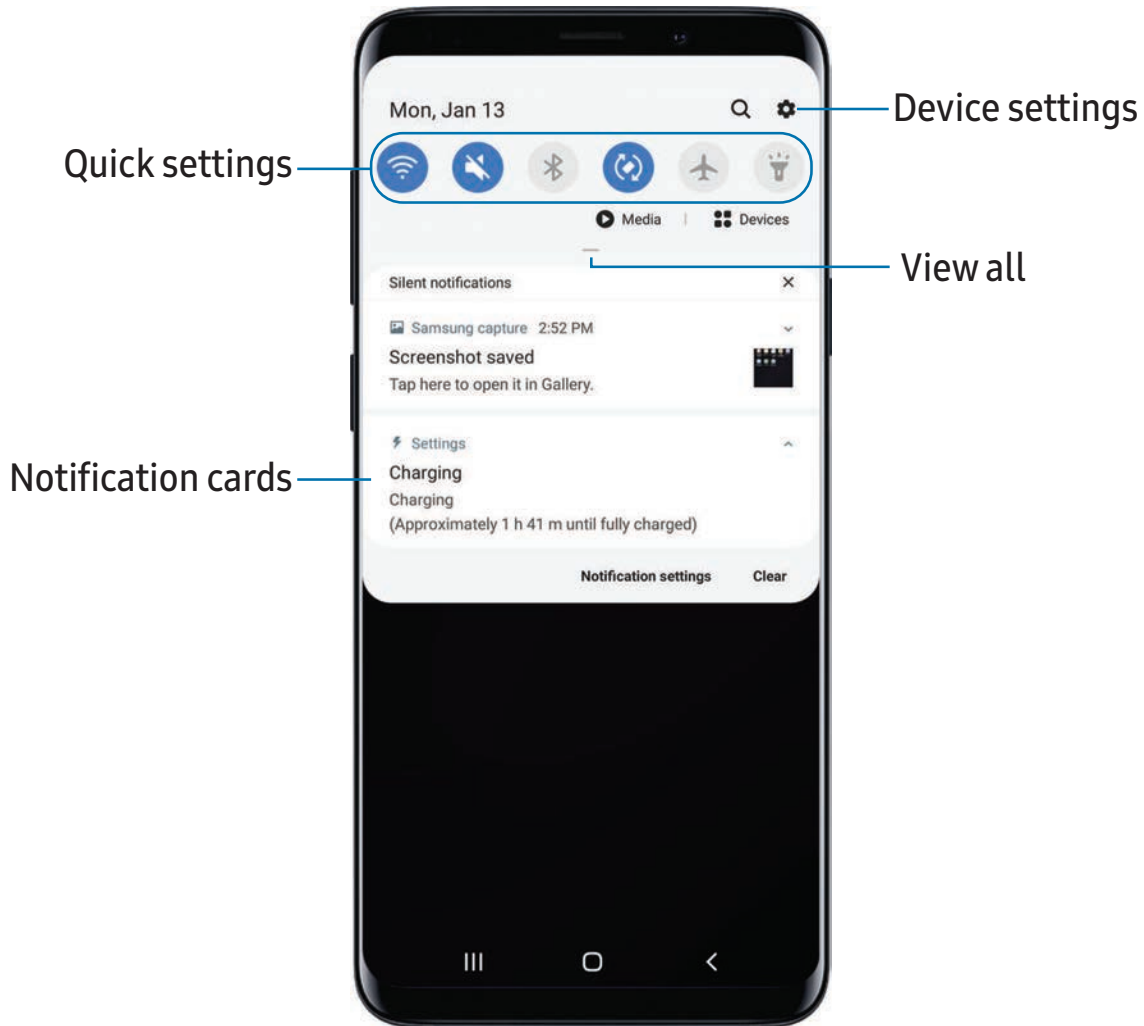 Mon, Jan 13
Device settings
Quick settings
Media
Devices
View all
Silent notifications
Samsung capture 2:52 PM
Screenshot saved
Tap here to open it in Gallery.
Settings
Notification cards
Charging
Charging
(Approximately 1 h 41 m until fully charged)
Notification settings
Clear